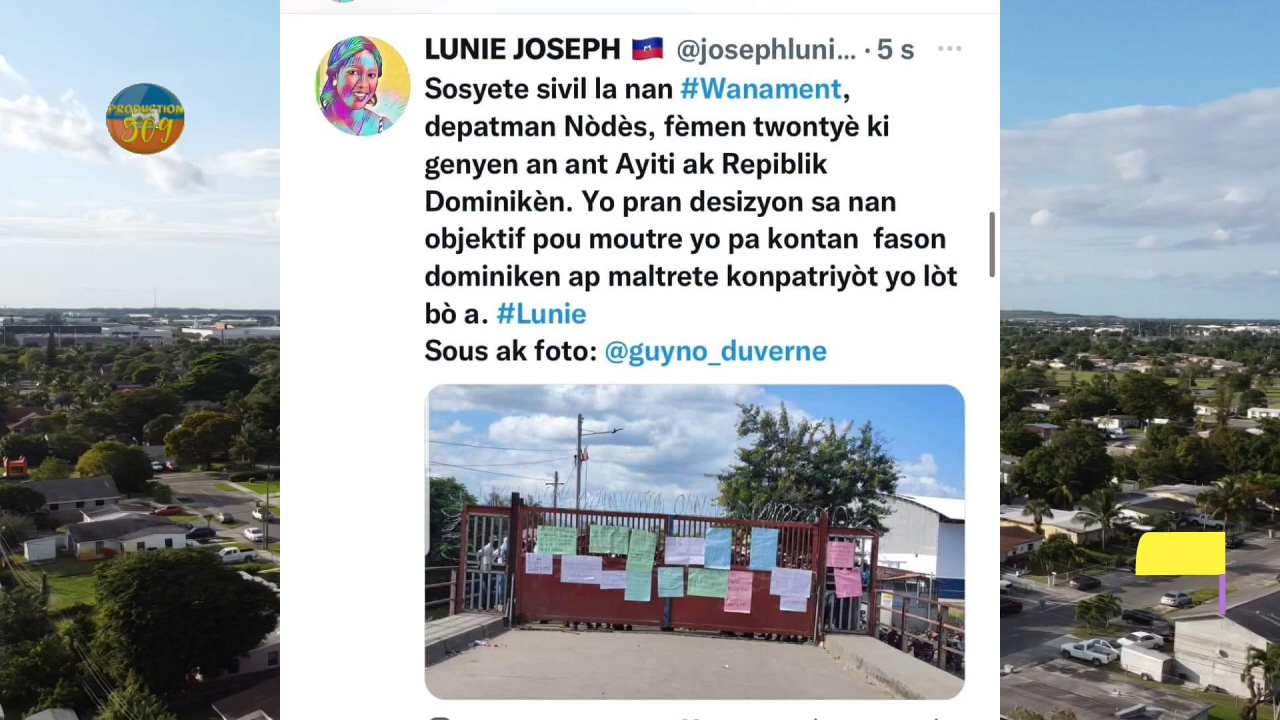 PRODUCTION
509
LUNIE JOSEPH 🇭🇹 @josephluni... · 5 s
Sosyete sivil la nan #Wanament,
depatman Nòdès, fèmen twontyè ki
genyen an ant Ayiti ak Repiblik
Dominikèn. Yo pran desizyon sa nan
objektif pou moutre yo pa kontan fason
dominiken ap maltrete konpatriyòt yo lòt
bò a. #Lunie
Sous ak foto: @guyno_duverne